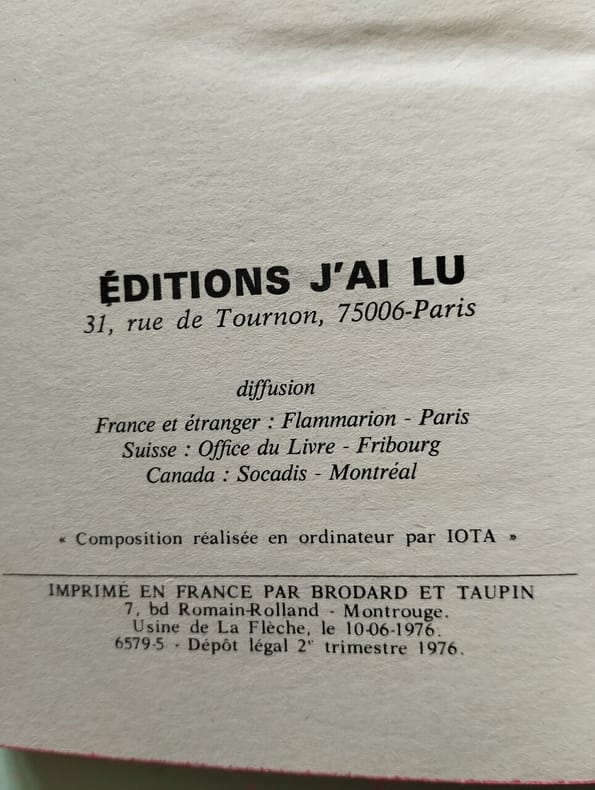 ÉDITIONS J'AI LU
31, rue de Tournon, 75006-Paris
diffusion
France et étranger : Flammarion - Paris
Suisse : Office du Livre - Fribourg
Canada : Socadis - Montréal
« Composition réalisée en ordinateur par IOTA »
IMPRIMÉ EN FRANCE PAR BRODARD ET TAUPIN
7, bd Romain-Rolland - Montrouge.
Usine de La Flèche, le 10-06-1976.
6579-5 - Dépôt légal 2ᵉ trimestre 1976.